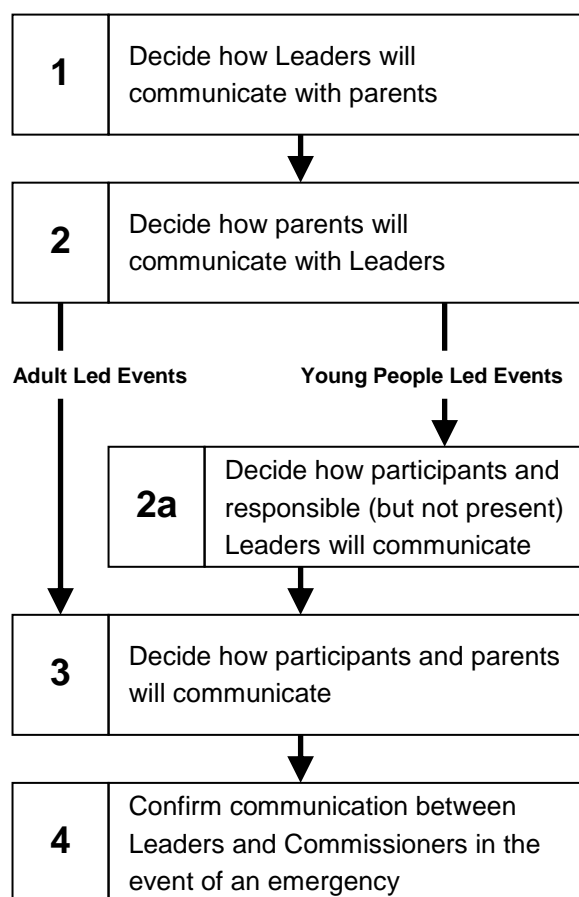 1
Decide how Leaders will
communicate with parents
2
Decide how parents will
communicate with Leaders
Adult Led Events
Young People Led Events
2a
Decide how participants and
responsible (but not present)
Leaders will communicate
3
Decide how participants and parents
will communicate
4
Confirm communication between
Leaders and Commissioners in the
event of an emergency